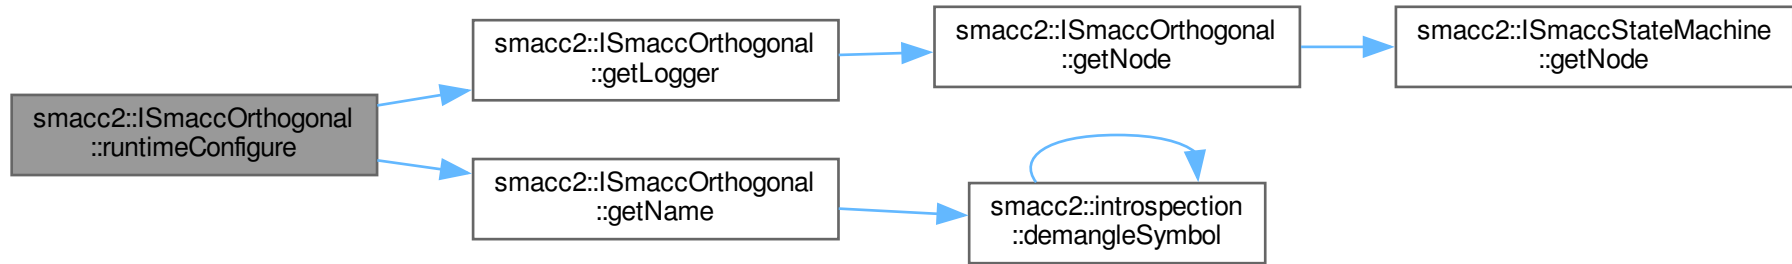 smacc2::ISmaccOrthogonal
::runtimeConfigure
smacc2::ISmaccOrthogonal
::getLogger
smacc2::ISmaccOrthogonal
::getNode
smacc2::ISmaccStateMachine
::getNode
smacc2::ISmaccOrthogonal
::getName
smacc2::introspection
::demangleSymbol